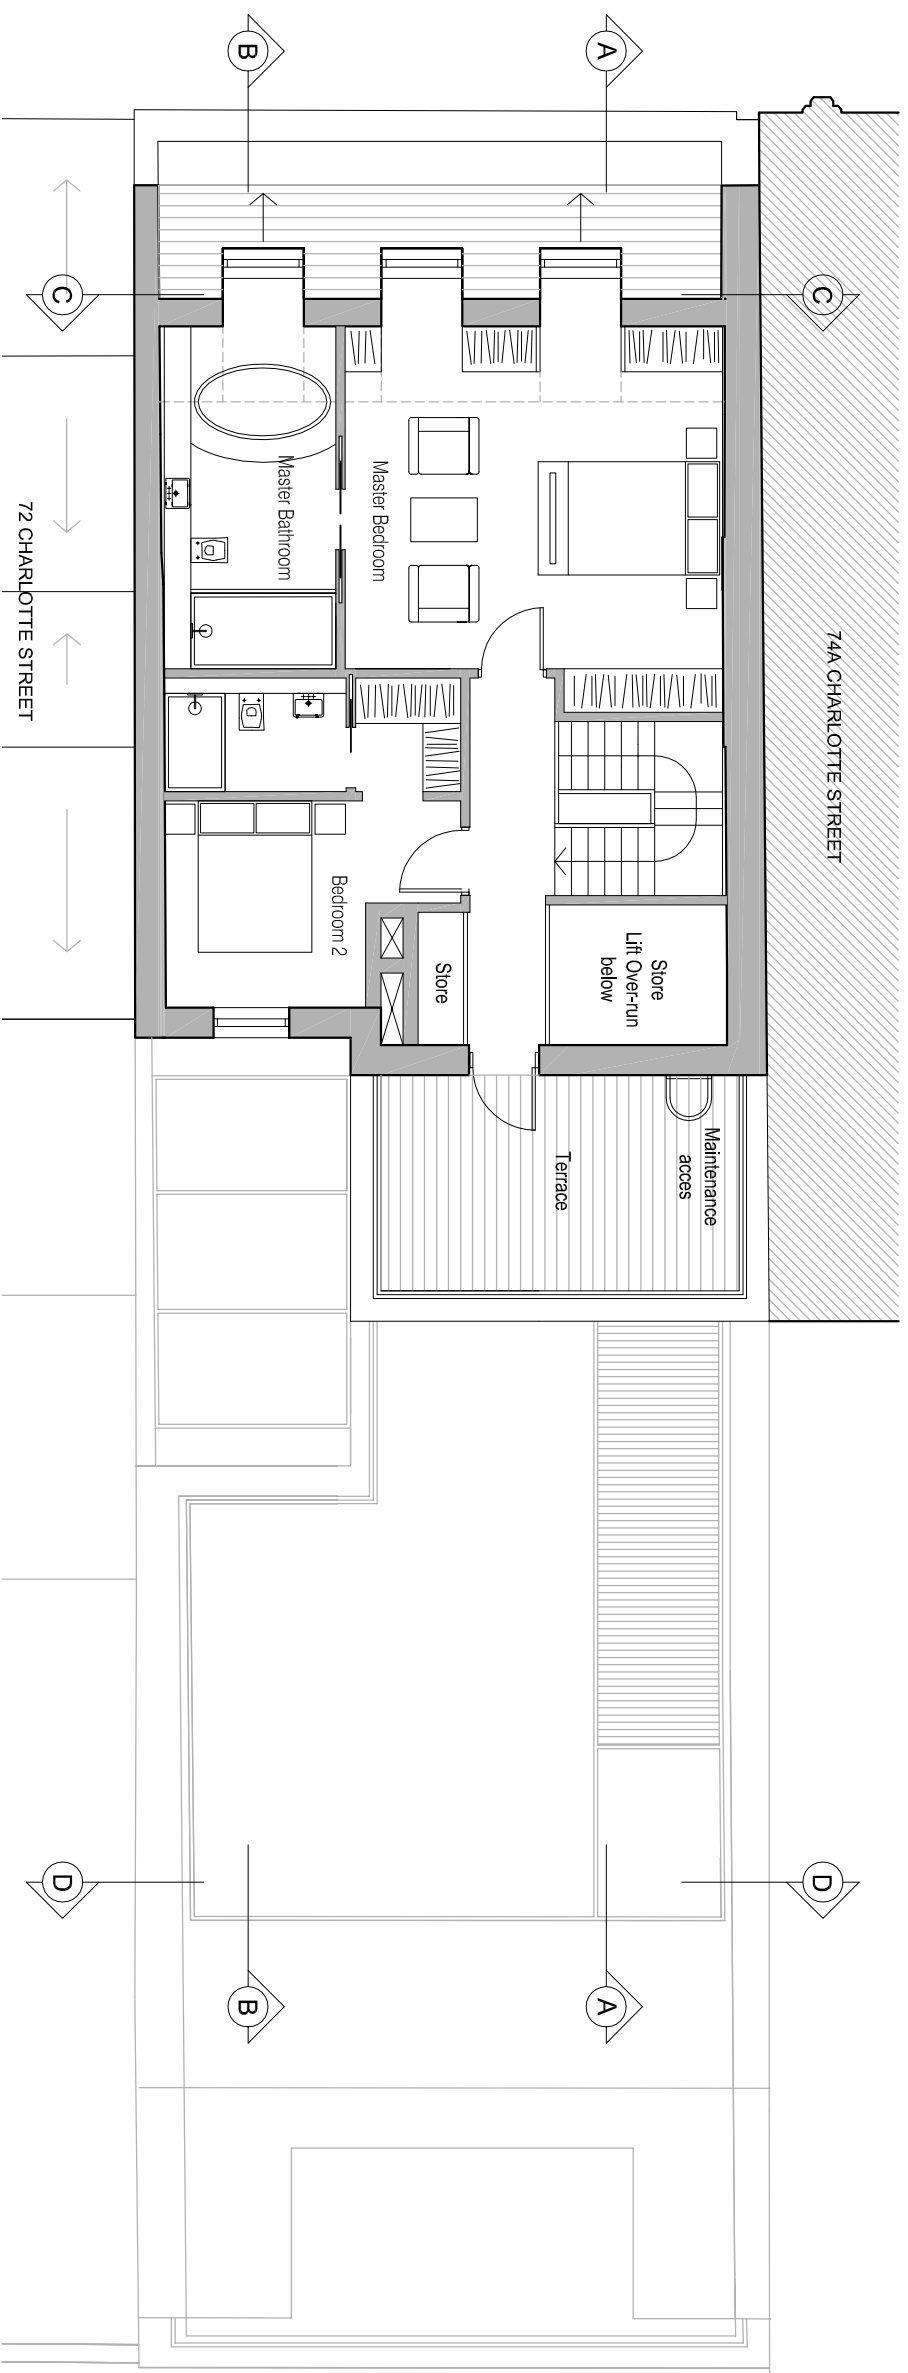 B
A
C
C
Master Bathroom
Master Bedroom
72 CHARLOTTE STREET
74A CHARLOTTE STREET
Bedroom 2
Store
Store
Lift Over-run
below
Maintenance
acces
Terrace
D
D
B
A